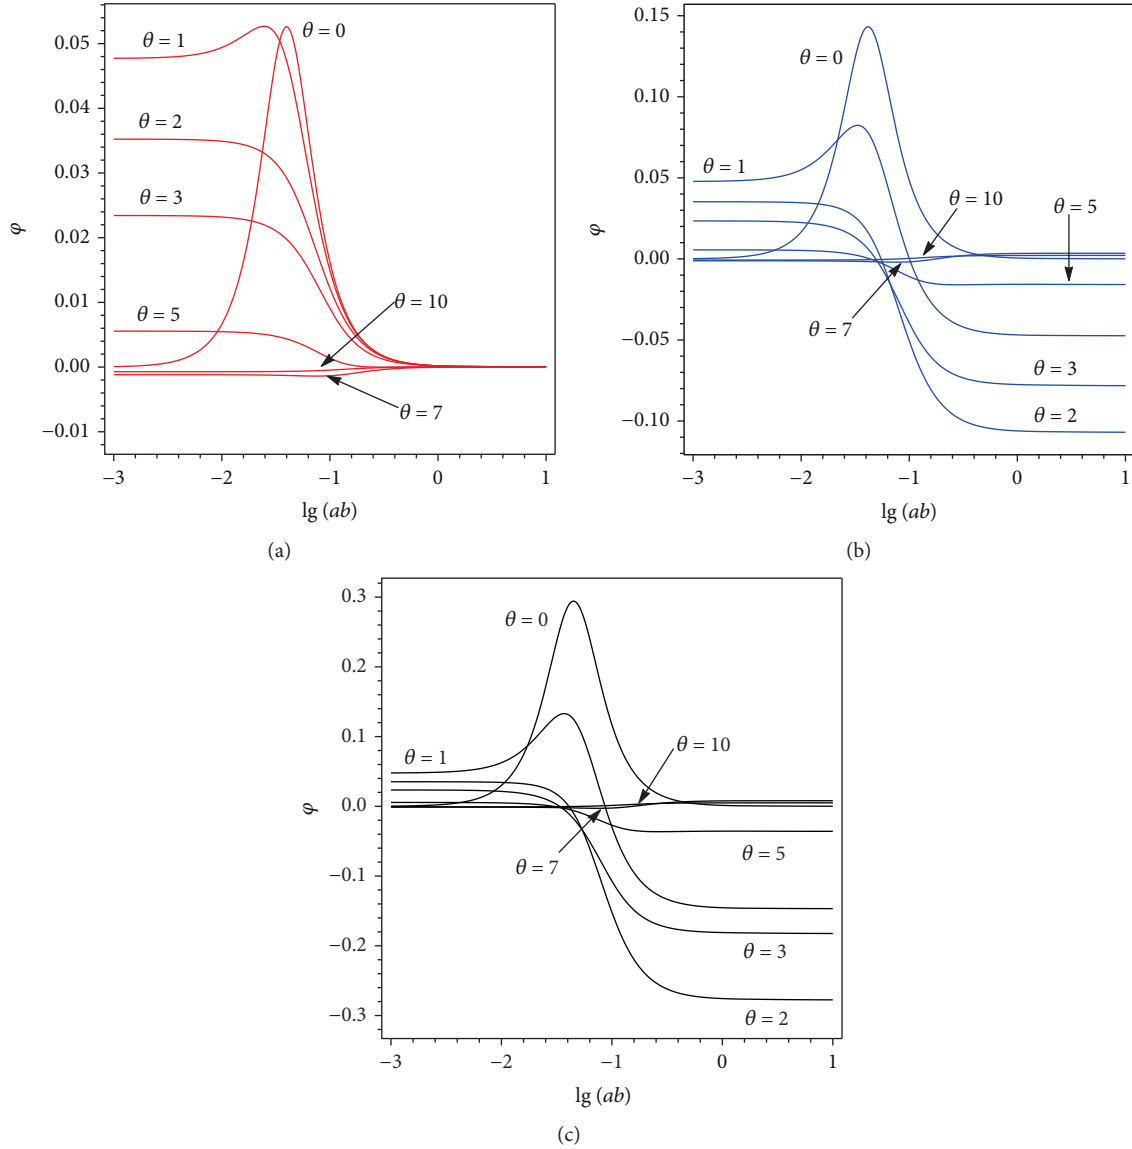 0.05
0.04
0.03
0.02
0.01
0.00
−0.01
φ
θ = 1
θ = 0
θ = 2
θ = 3
θ = 5
θ = 10
θ = 7
−3 −2 −1 0 1
lg (ab)
(a)
0.15
0.10
0.05
0.00
−0.05
−0.10
φ
θ = 0
θ = 1
θ = 10
θ = 5
θ = 7
θ = 3
θ = 2
−3 −2 −1 0 1
lg (ab)
(b)
0.3
0.2
0.1
0.0
−0.1
−0.2
−0.3
φ
θ = 0
θ = 1
θ = 10
θ = 7
θ = 5
θ = 3
θ = 2
−3 −2 −1 0 1
lg (ab)
(c)